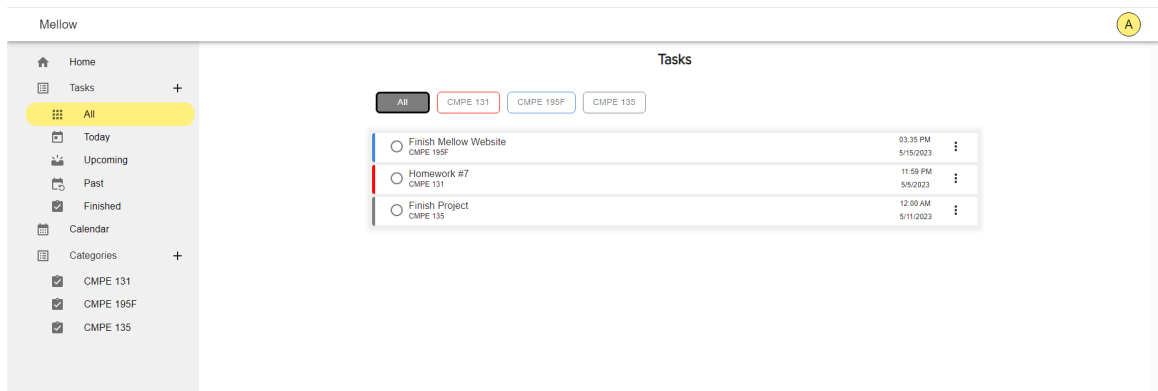 Mellow
A
Home
Tasks
All
Today
Upcoming
Past
Finished
Calendar
Categories
CMPE 131
CMPE 195F
CMPE 135
Tasks
All
CMPE 131
CMPE 195F
CMPE 135
Finish Mellow Website
CMPE 195F
03:35 PM
5/15/2023
Homework #7
CMPE 131
11:59 PM
5/5/2023
Finish Project
CMPE 135
12:00 AM
5/11/2023